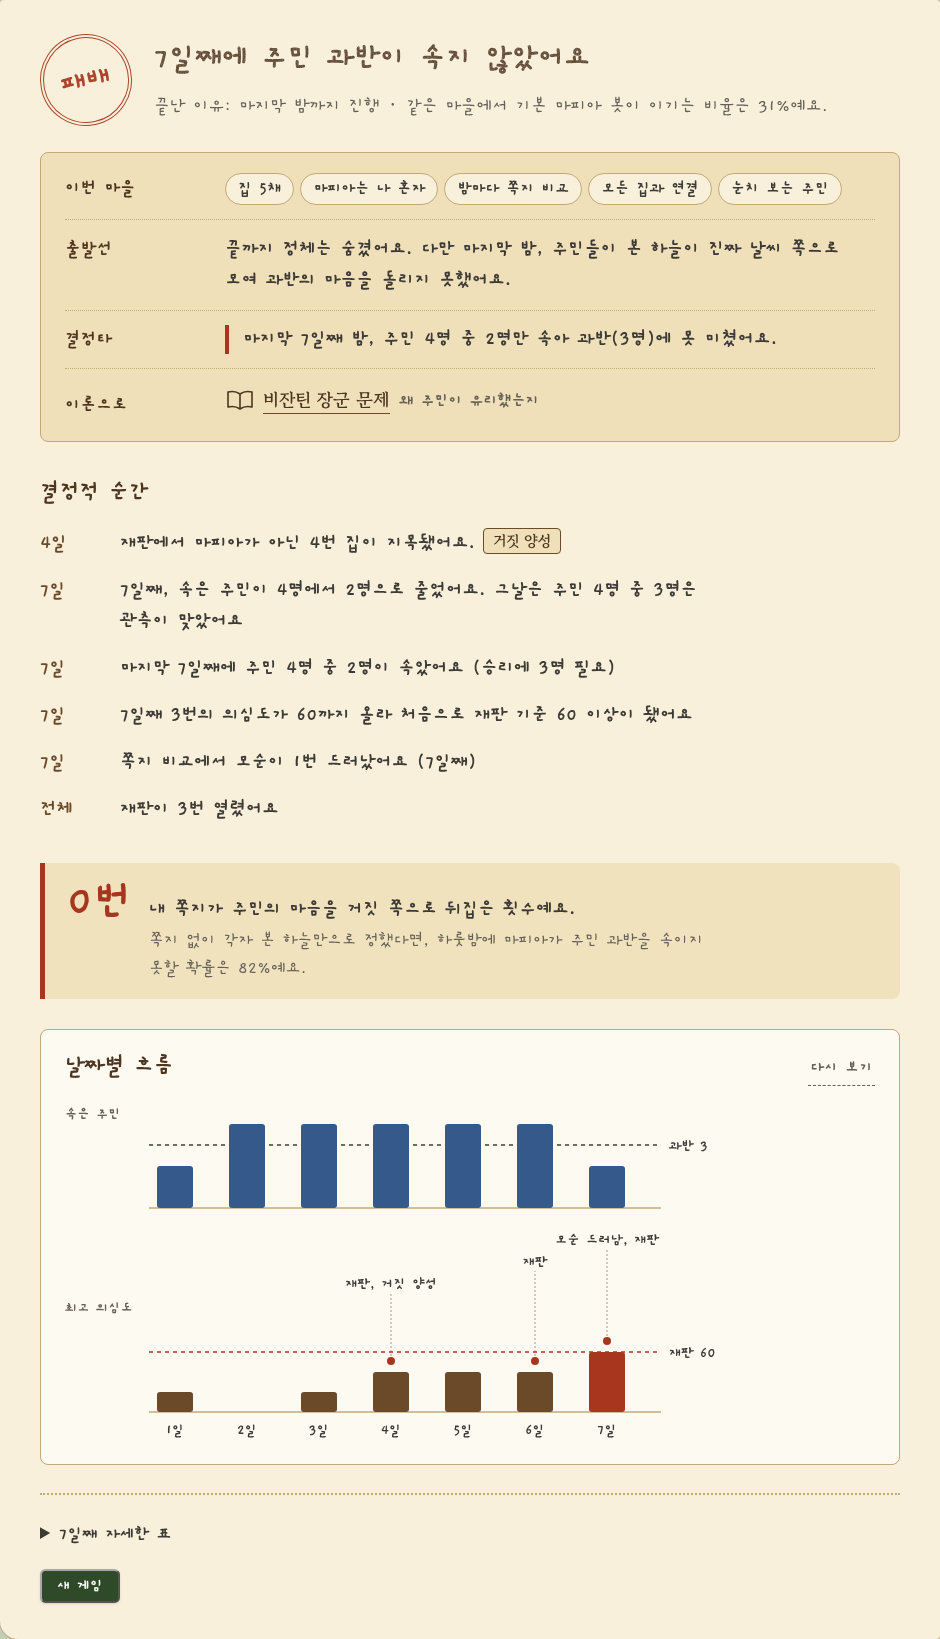 패배
7일째에 주민 과반이 속지 않았어요
끝난 이유: 마지막 밤까지 진행 · 같은 마을에서 기본 마피아 봇이 이기는 비율은 31%예요.
이번 마을
집 5채
마피아는 나 혼자
밤마다 쪽지 비교
모든 집과 연결
눈치 보는 주민
출발선
끝까지 정체는 숨겼어요. 다만 마지막 밤, 주민들이 본 하늘이 진짜 날씨 쪽으로
모여 과반의 마음을 돌리지 못했어요.
결정타
마지막 7일째 밤, 주민 4명 중 2명만 속아 과반(3명)에 못 미쳤어요.
이론으로
비잔틴 장군 문제 왜 주민이 유리했는지
결정적 순간
4일 재판에서 마피아가 아닌 4번 집이 지목됐어요. 거짓 양성
7일 7일째, 속은 주민이 4명에서 2명으로 줄었어요. 그날은 주민 4명 중 3명은
관측이 맞았어요
7일 마지막 7일째에 주민 4명 중 2명이 속았어요 (승리에 3명 필요)
7일 7일째 3번의 의심도가 60까지 올라 처음으로 재판 기준 60 이상이 됐어요
7일 쪽지 비교에서 모순이 1번 드러났어요 (7일째)
전체 재판이 3번 열렸어요
0번
내 쪽지가 주민의 마음을 거짓 쪽으로 뒤집은 횟수예요.
쪽지 없이 각자 본 하늘만으로 정했다면, 하룻밤에 마피아가 주민 과반을 속이지
못할 확률은 82%예요.
날짜별 흐름
다시 보기
속은 주민
과반 3
모순 드러남, 재판
재판
재판, 거짓 양성
최고 의심도
재판 60
1일 2일 3일 4일 5일 6일 7일
▶ 7일째 자세한 표
새 게임